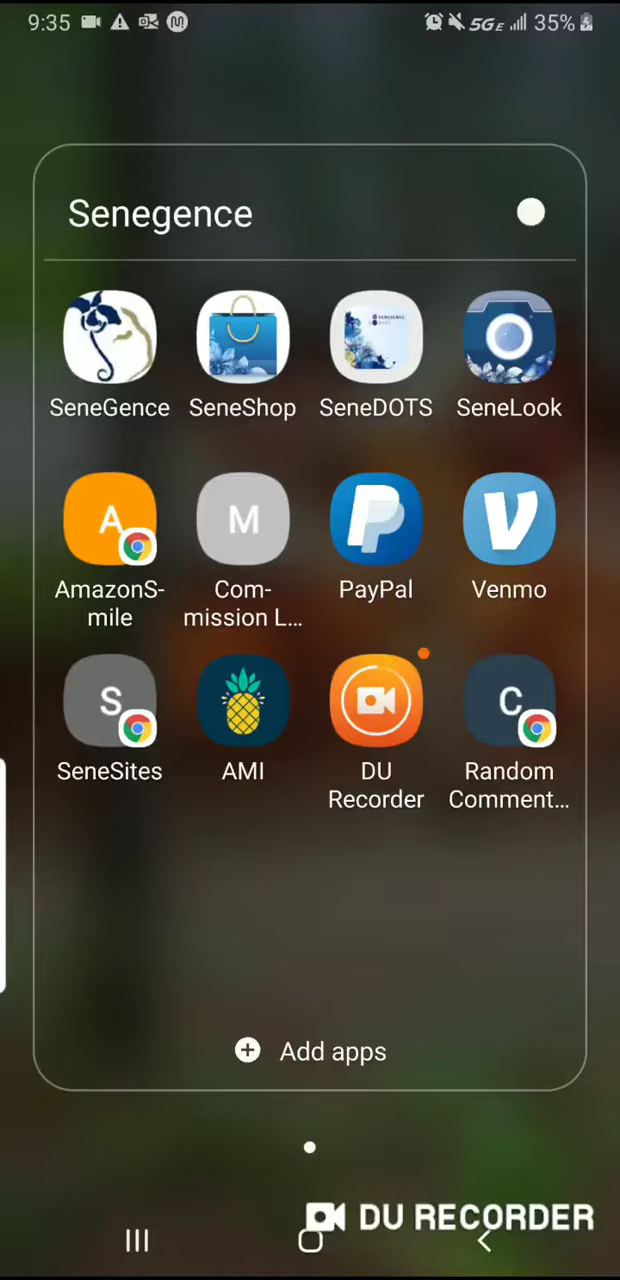 9:35 5G E 35%
Senegence
SeneGence SeneShop SeneDOTS SeneLook
A M P V
AmazonS- Com- PayPal Venmo
mile mission L...
S C
SeneSites AMI DU Random
Recorder Comment...
Add apps
DU RECORDER